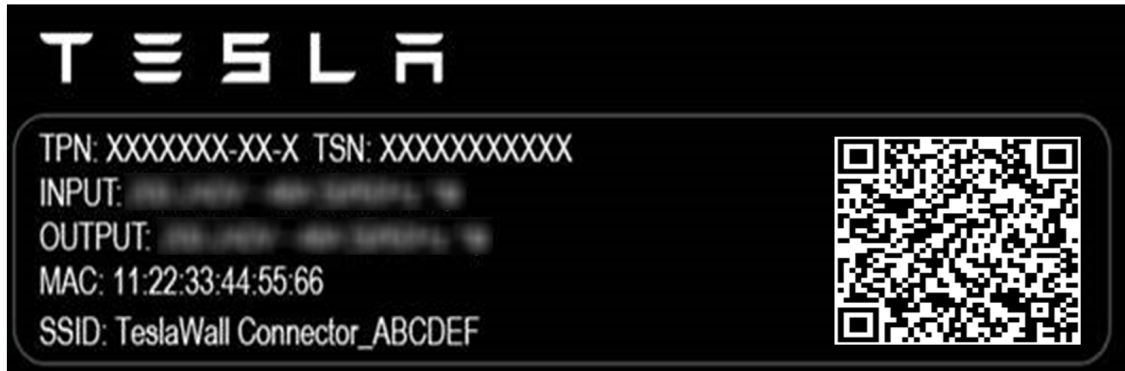 TESLA
TPN: XXXXXXX-XX-X TSN: XXXXXXXXXXX
INPUT:
OUTPUT:
MAC: 11:22:33:44:55:66
SSID: TeslaWall Connector_ABCDEF